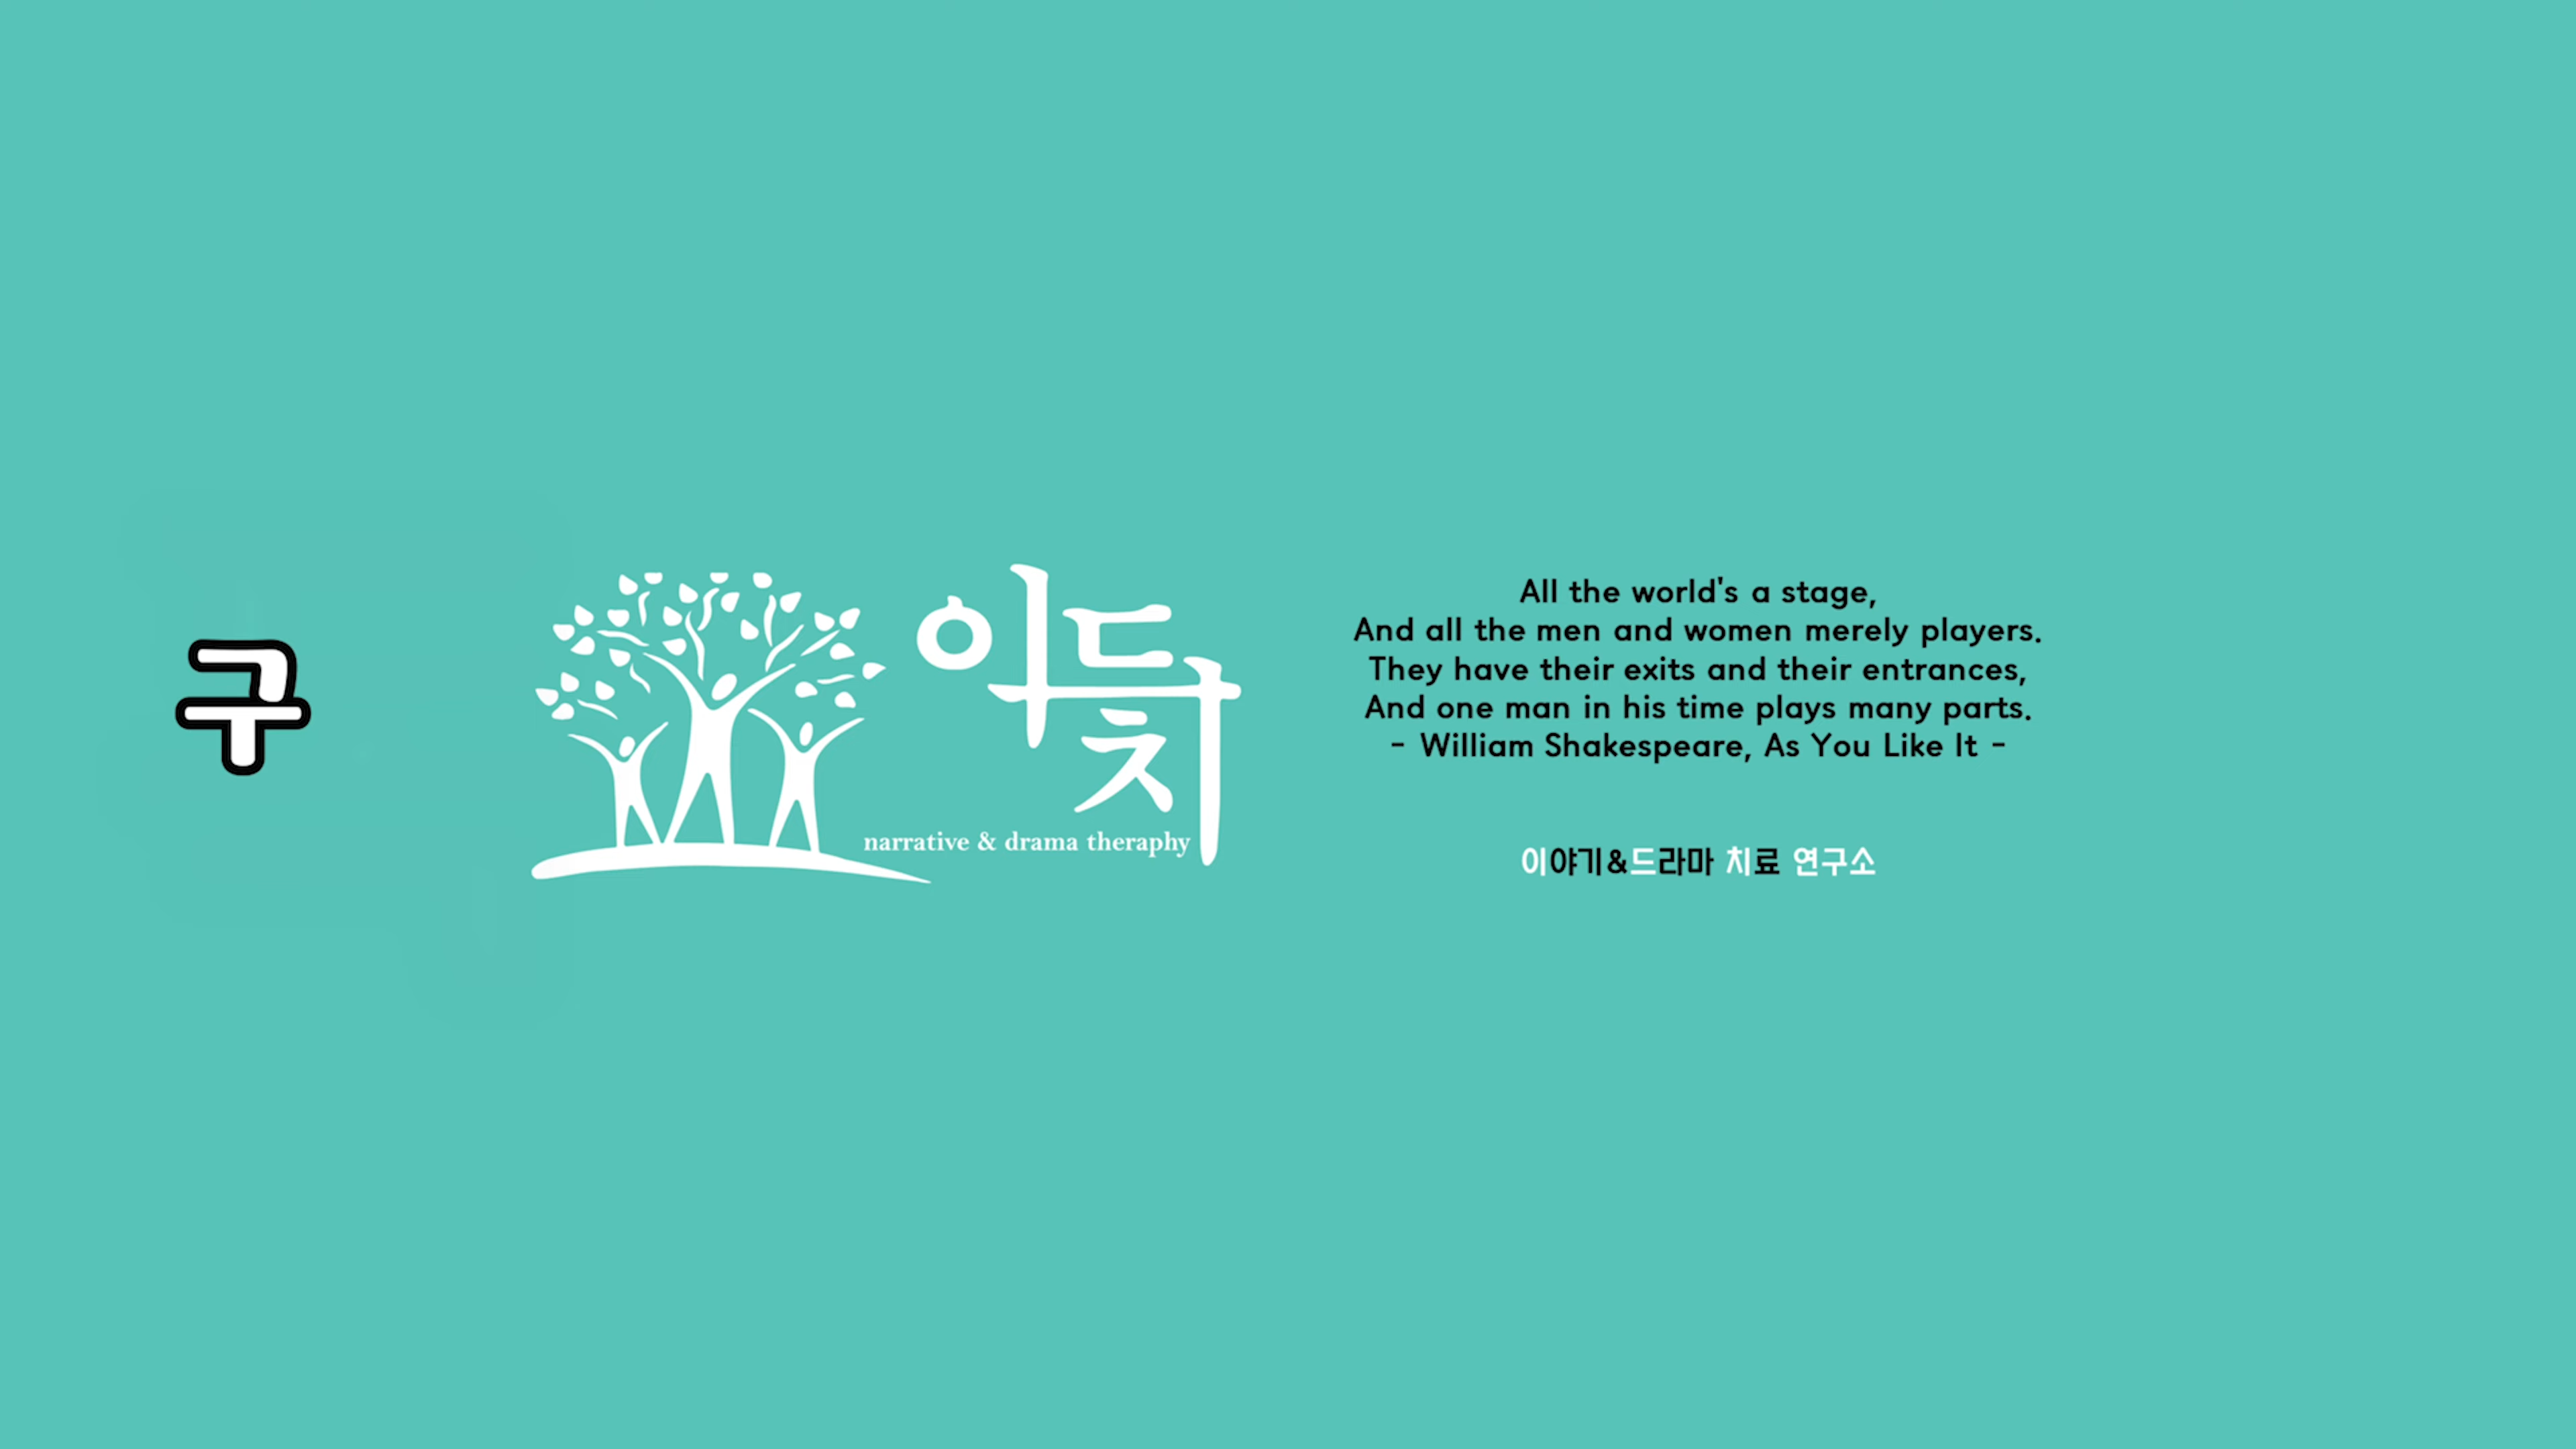 구
이드치
narrative & drama theraphy
All the world's a stage,
And all the men and women merely players.
They have their exits and their entrances,
And one man in his time plays many parts.
- William Shakespeare, As You Like It -
이야기&드라마 치료 연구소